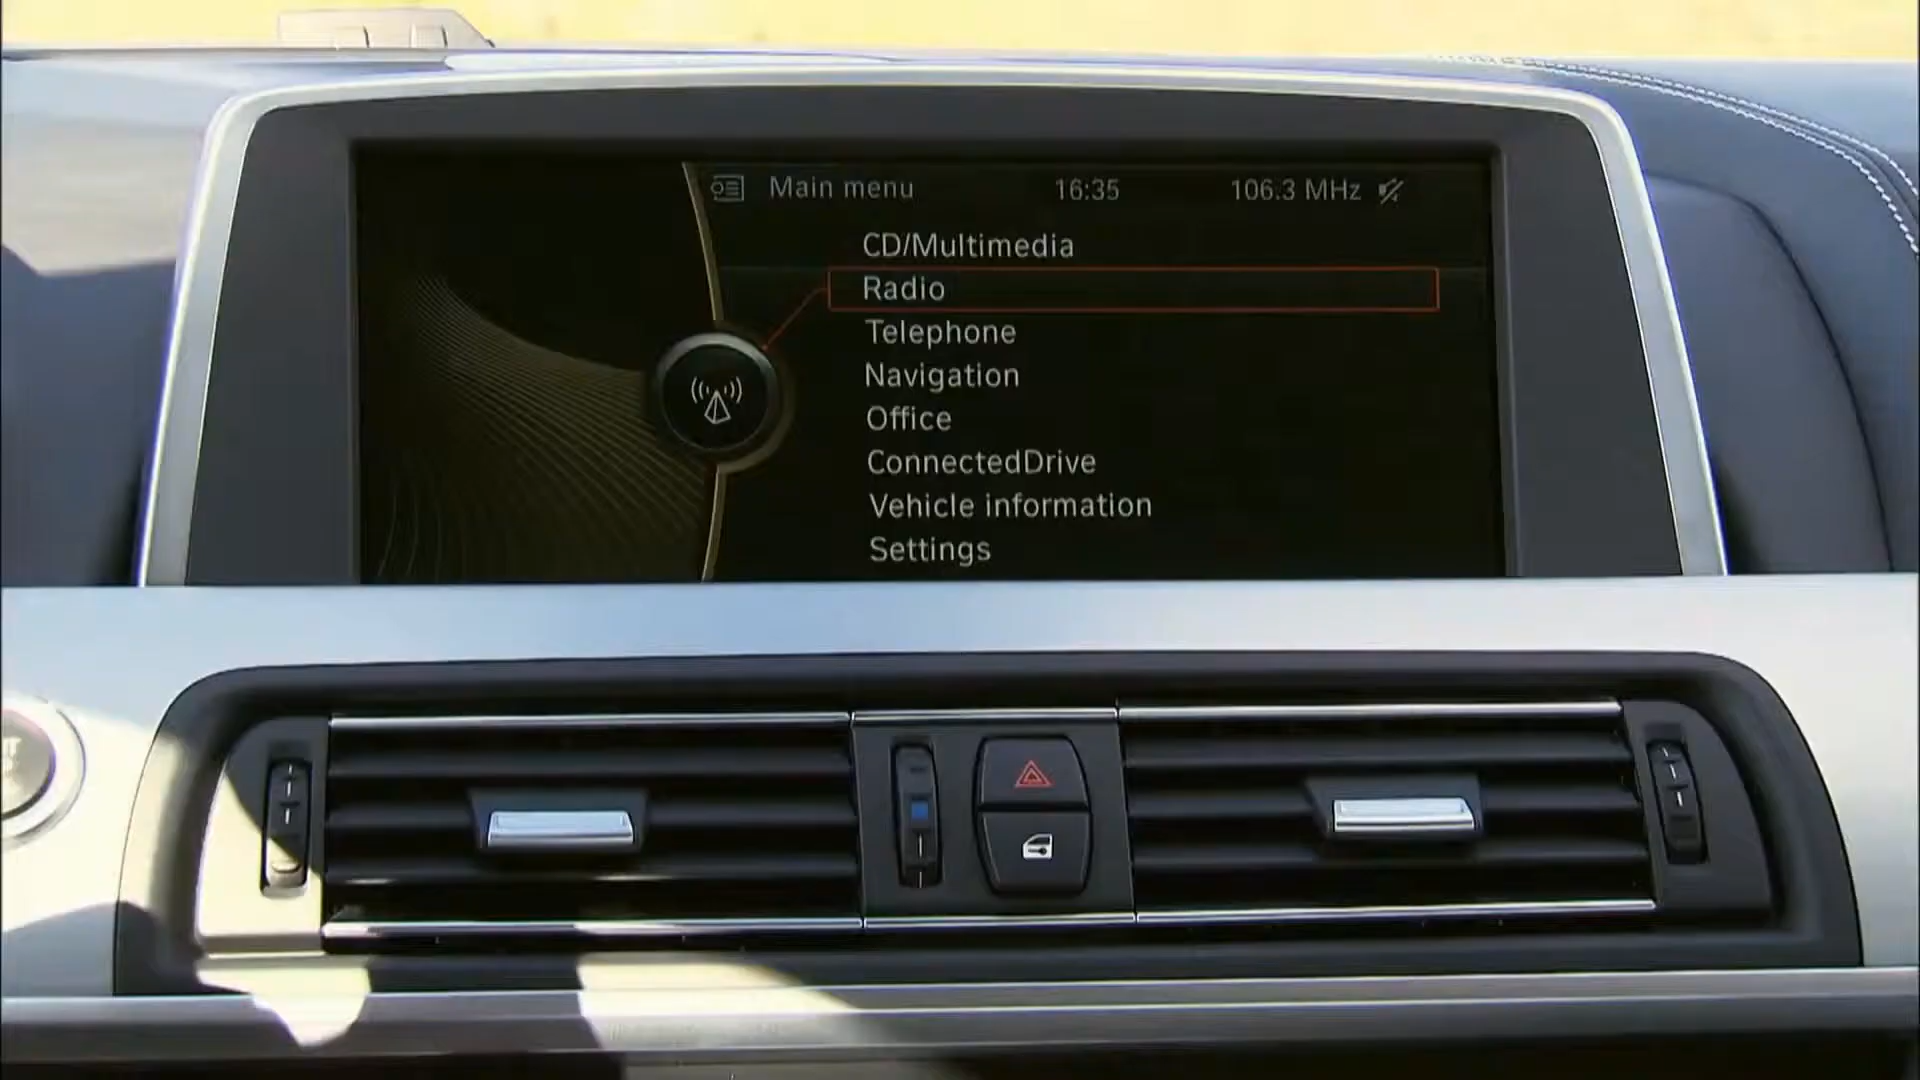 Main menu 16:35 106.3 MHz
CD/Multimedia
Radio
Telephone
Navigation
Office
ConnectedDrive
Vehicle information
Settings